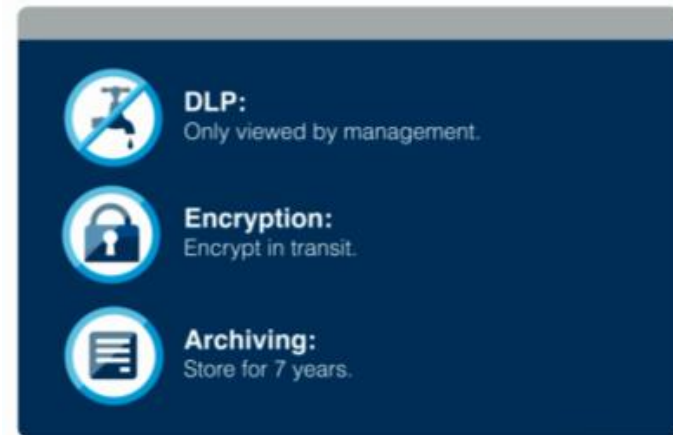 DLP:
Only viewed by management.
Encryption:
Encrypt in transit.
Archiving:
Store for 7 years.